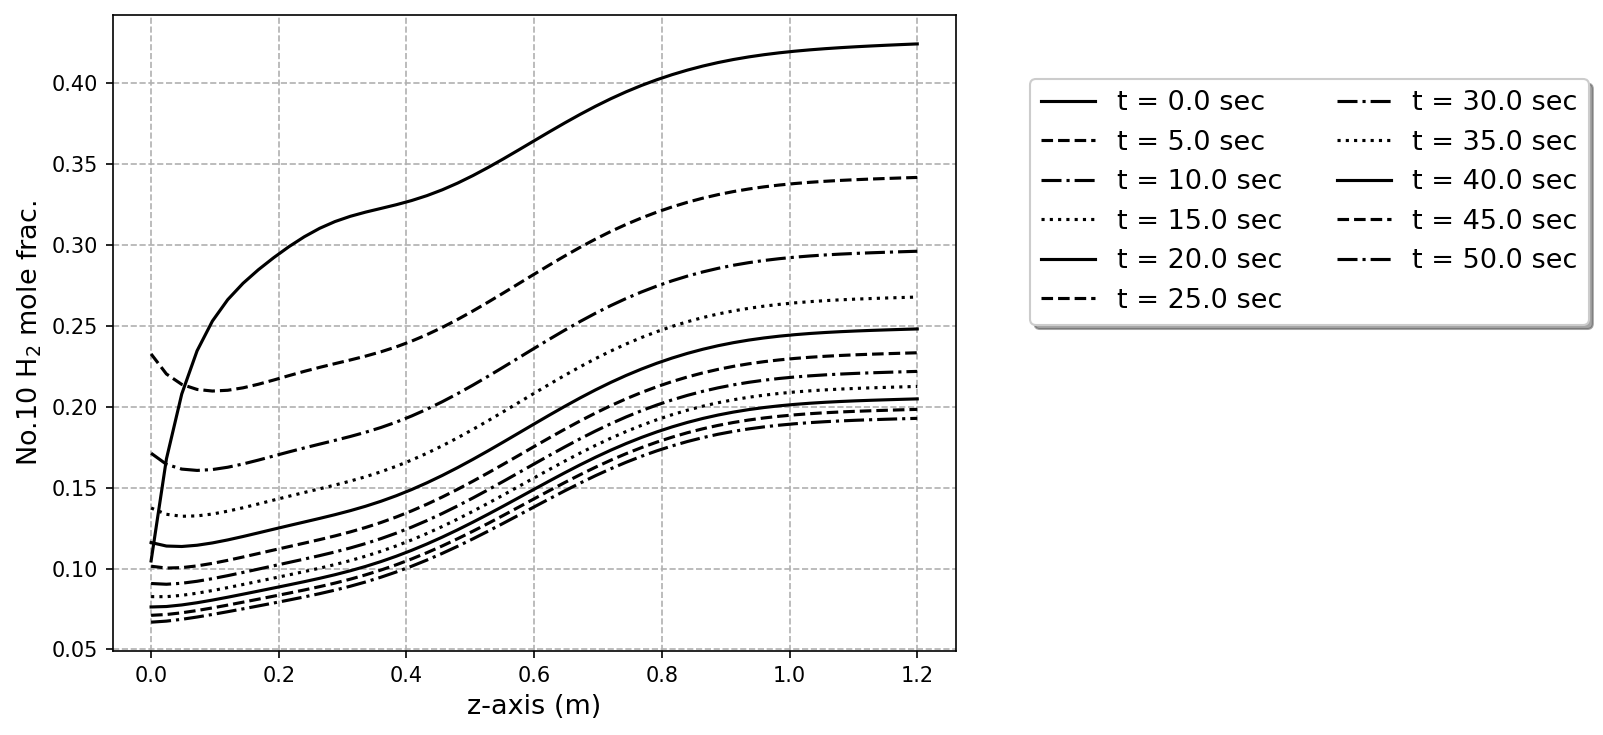 No.10 H₂ mole frac.
0.40
0.35
0.30
0.25
0.20
0.15
0.10
0.05
0.0 0.2 0.4 0.6 0.8 1.0 1.2
z-axis (m)
t = 0.0 sec
t = 5.0 sec
t = 10.0 sec
t = 15.0 sec
t = 20.0 sec
t = 25.0 sec
t = 30.0 sec
t = 35.0 sec
t = 40.0 sec
t = 45.0 sec
t = 50.0 sec